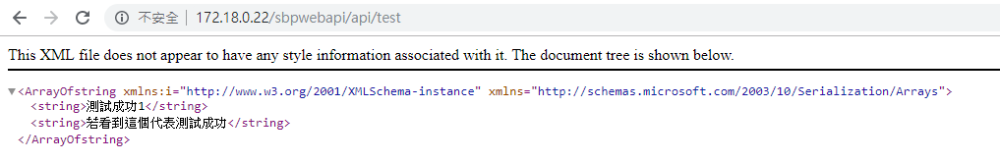 不安全 | 172.18.0.22/sbpwebapi/api/test
This XML file does not appear to have any style information associated with it. The document tree is shown below.
▼<ArrayOfstring xmlns:i="http://www.w3.org/2001/XMLSchema-instance" xmlns="http://schemas.microsoft.com/2003/10/Serialization/Arrays">
<string>測試成功1</string>
<string>若看到這個代表測試成功</string>
</ArrayOfstring>